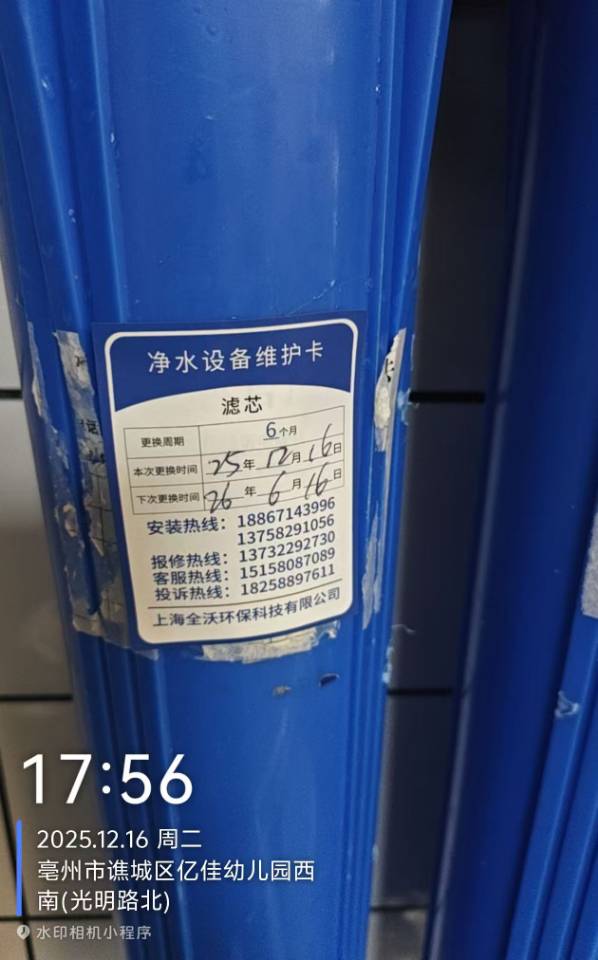 净水设备维护卡
滤芯
更换周期 6个月
本次更换时间 25年12月16日
下次更换时间 26年6月16日
安装热线：18867143996
13758291056
报修热线：13732292730
客服热线：15158087089
投诉热线：18258897611
上海全沃环保科技有限公司
17:56
2025.12.16 周二
亳州市谯城区亿佳幼儿园西
南(光明路北)
水印相机小程序